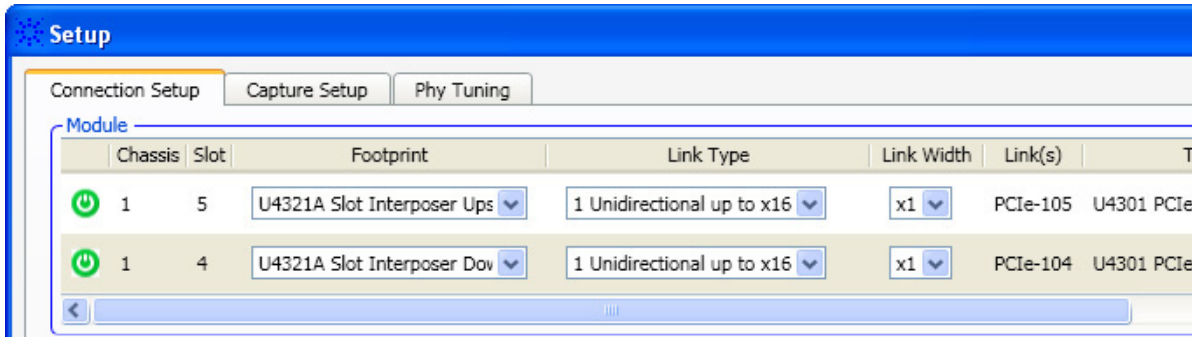 Setup
Connection Setup Capture Setup Phy Tuning
Module
Chassis Slot Footprint Link Type Link Width Link(s)
1 5 U4321A Slot Interposer Ups 1 Unidirectional up to x16 x1 PCIe-105 U4301 PCIe
1 4 U4321A Slot Interposer 1 Unidirectional up to x16 x1 PCIe-104 U4301 PCIe